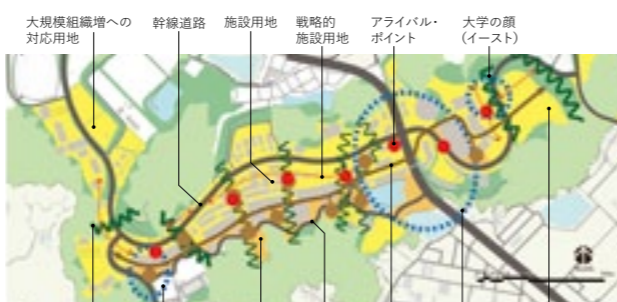 大規模組織増への
対応用地
幹線道路
施設用地
戦略的
施設用地
アライバル・
ポイント
大学の顔
(イースト)